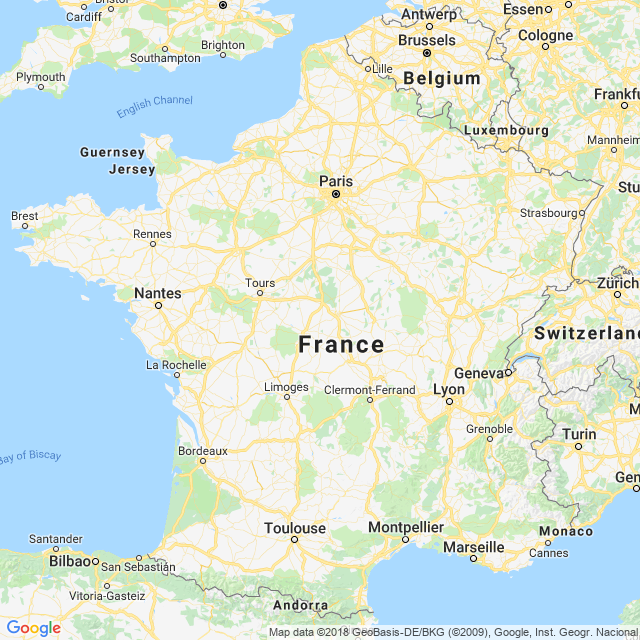 Cardiff
Bristol
Antwerp
Essen
Brussels
Cologne
Southampton
Brighton
Plymouth
Lille
Belgium
English Channel
Frankfu
Luxembourg
Mannheim
Guernsey
Jersey
Paris
Brest
Rennes
Strasbourg
Tours
Nantes
Zürich
France
Switzerland
La Rochelle
Geneva
Limoges
Clermont-Ferrand
Lyon
M
Grenoble
Turin
Bordeaux
Bay of Biscay
Gen
Toulouse
Montpellier
Monaco
Santander
Marseille
Cannes
Bilbao
San Sebastián
Vitoria-Gasteiz
Andorra
Google
Map data ©2018 GeoBasis-DE/BKG (©2009), Google, Inst. Geogr. Nacional